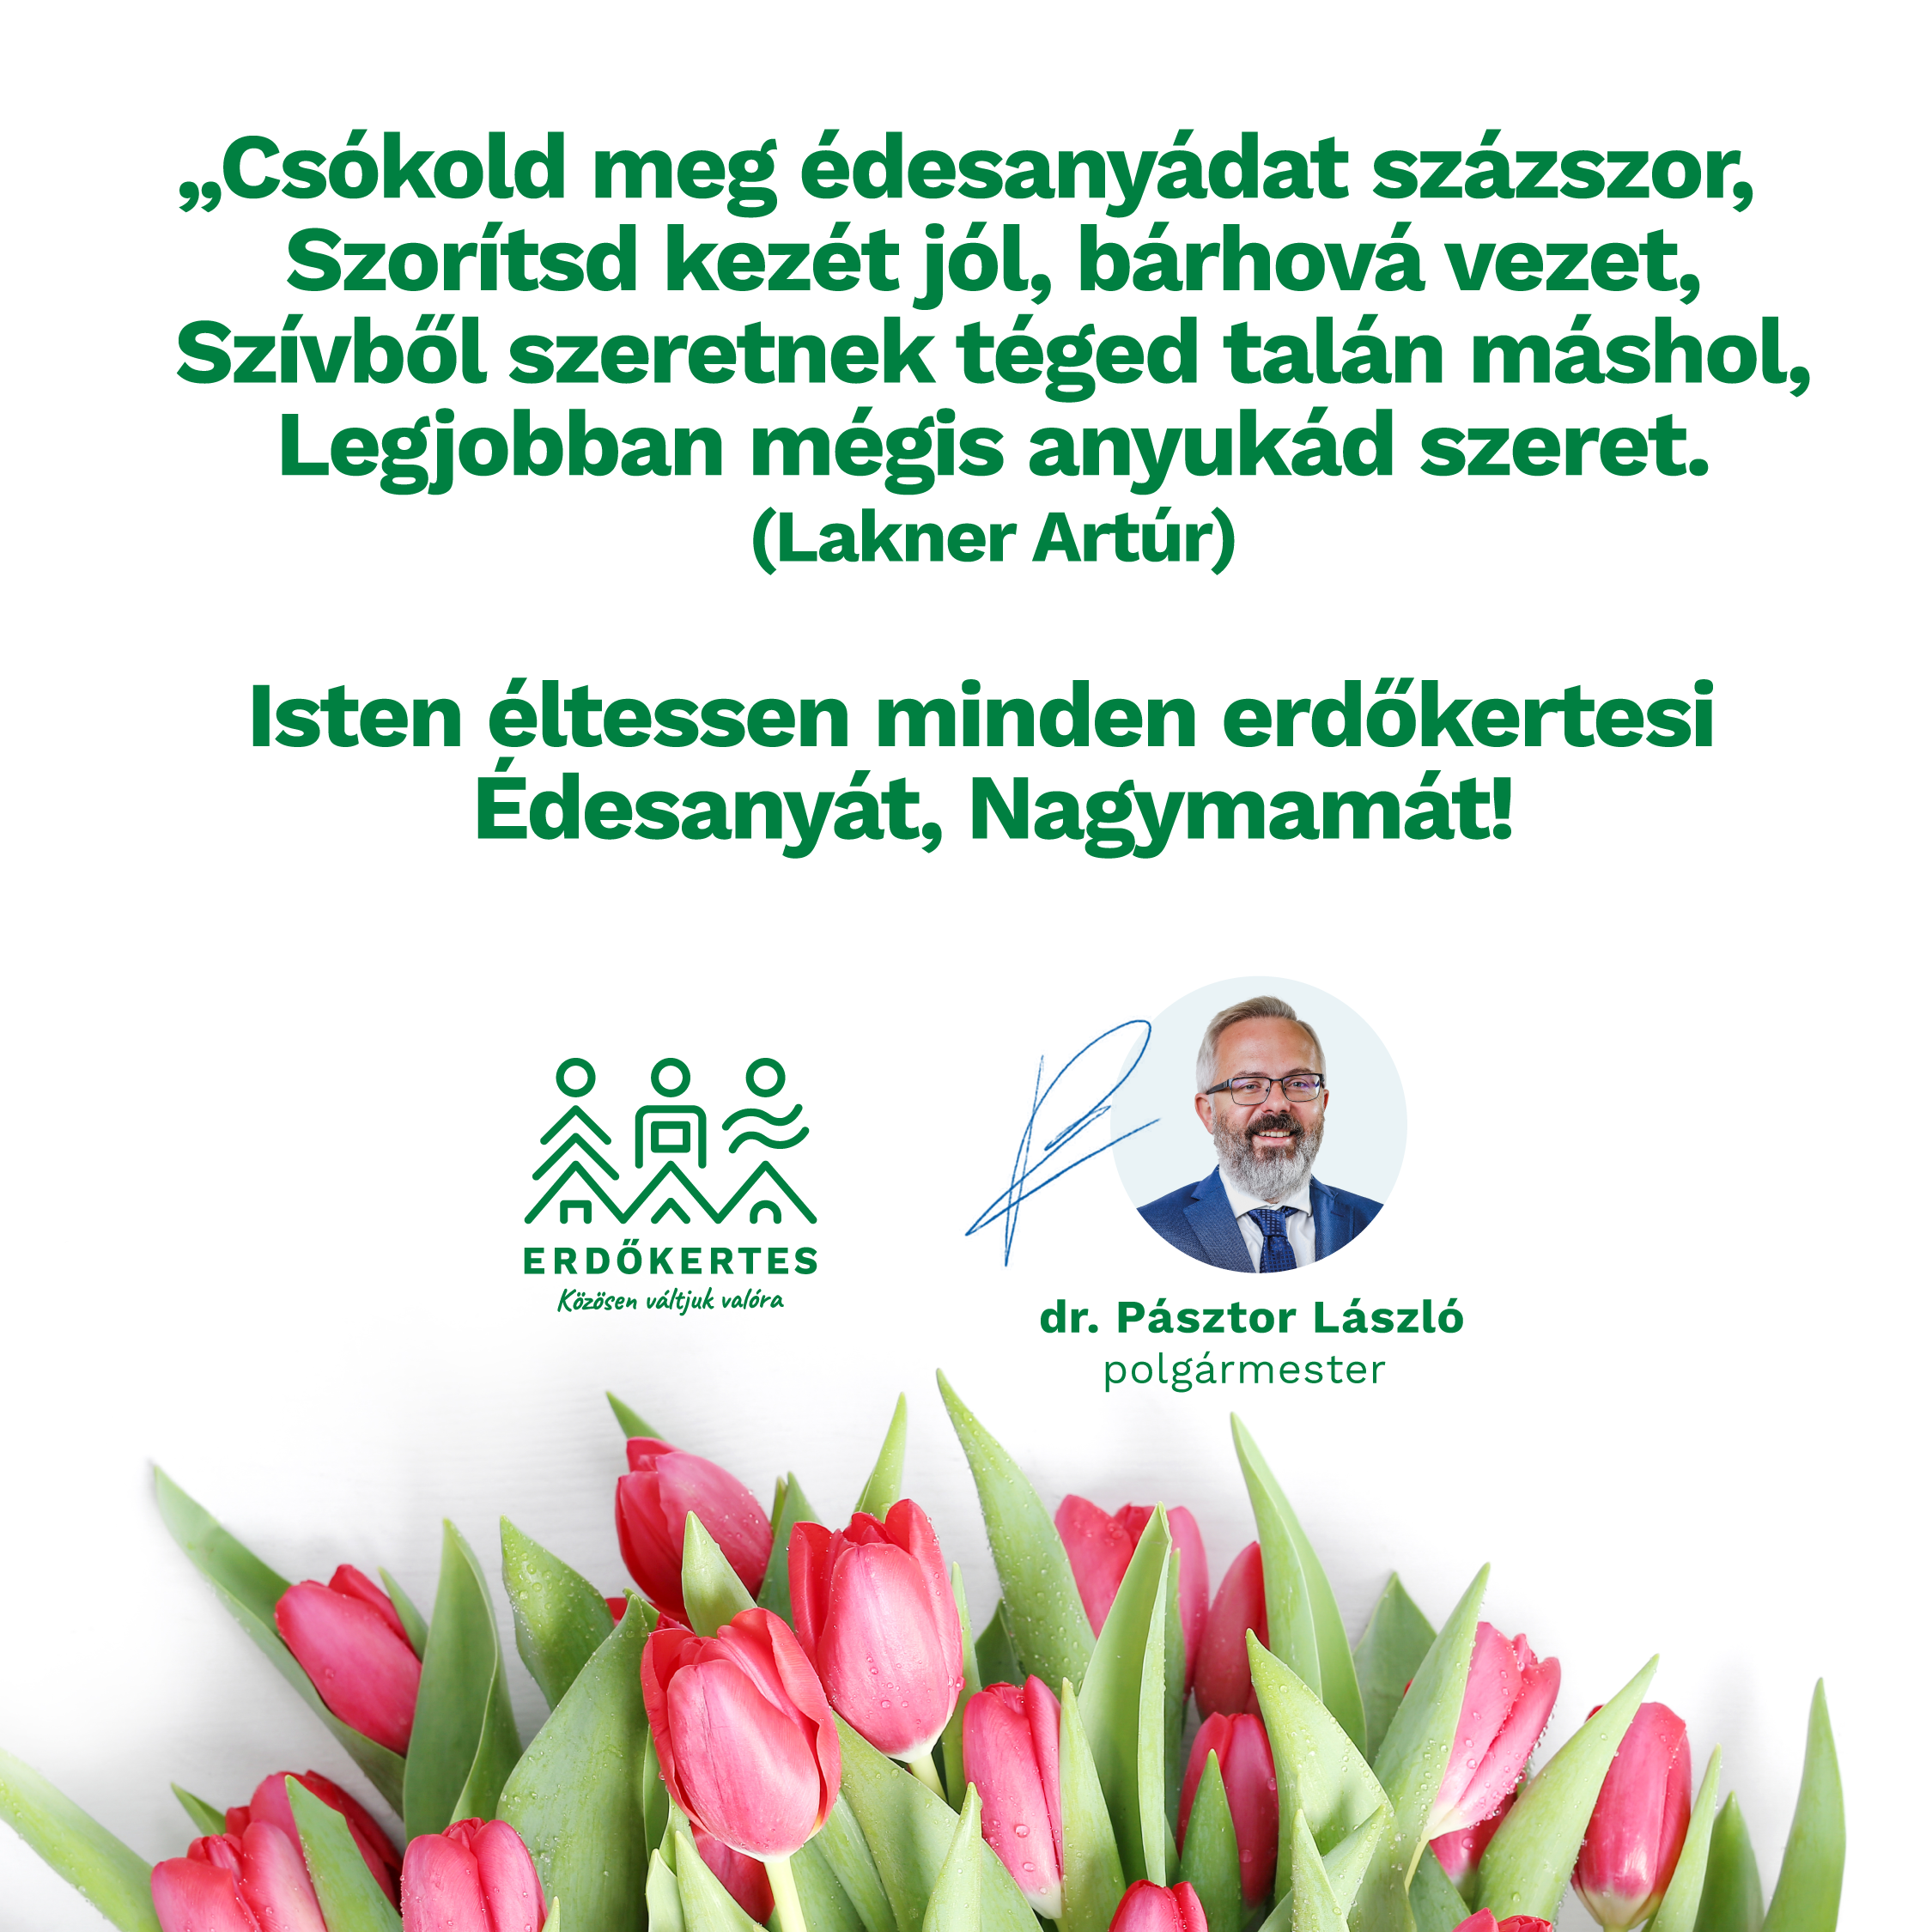 „Csókold meg édesanyádat százszor,
Szorítsd kezét jól, bárhová vezet,
Szívből szeretnek téged talán máshol,
Legjobban mégis anyukád szeret.
(Lakner Artúr)
Isten éltessen minden erdőkertesi
Édesanyát, Nagymamát!
ERDŐKERTES
Közösen váltjuk valóra
dr. Pásztor László
polgármester